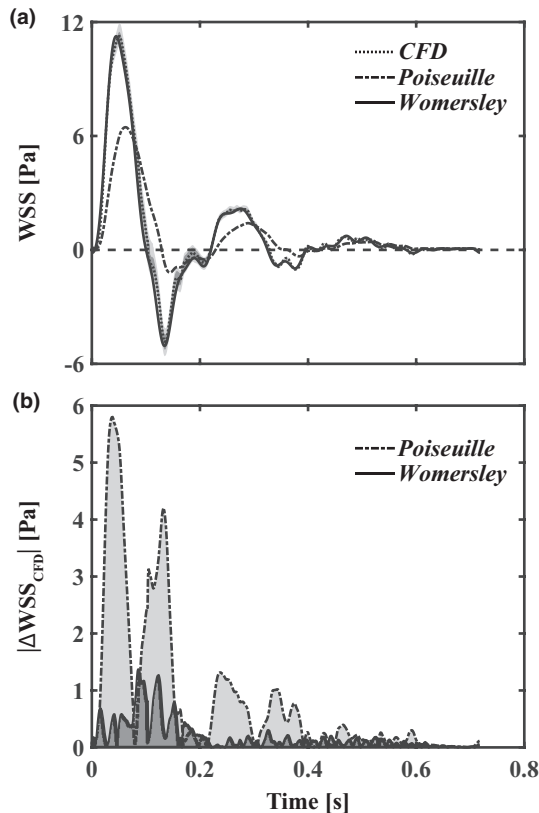 (a)
12
6
0
-6
WSS [Pa]
CFD
Poiseuille
Womersley
(b)
6
5
4
3
2
1
0
|ΔWSS_CFD| [Pa]
Poiseuille
Womersley
0 0.2 0.4 0.6 0.8
Time [s]